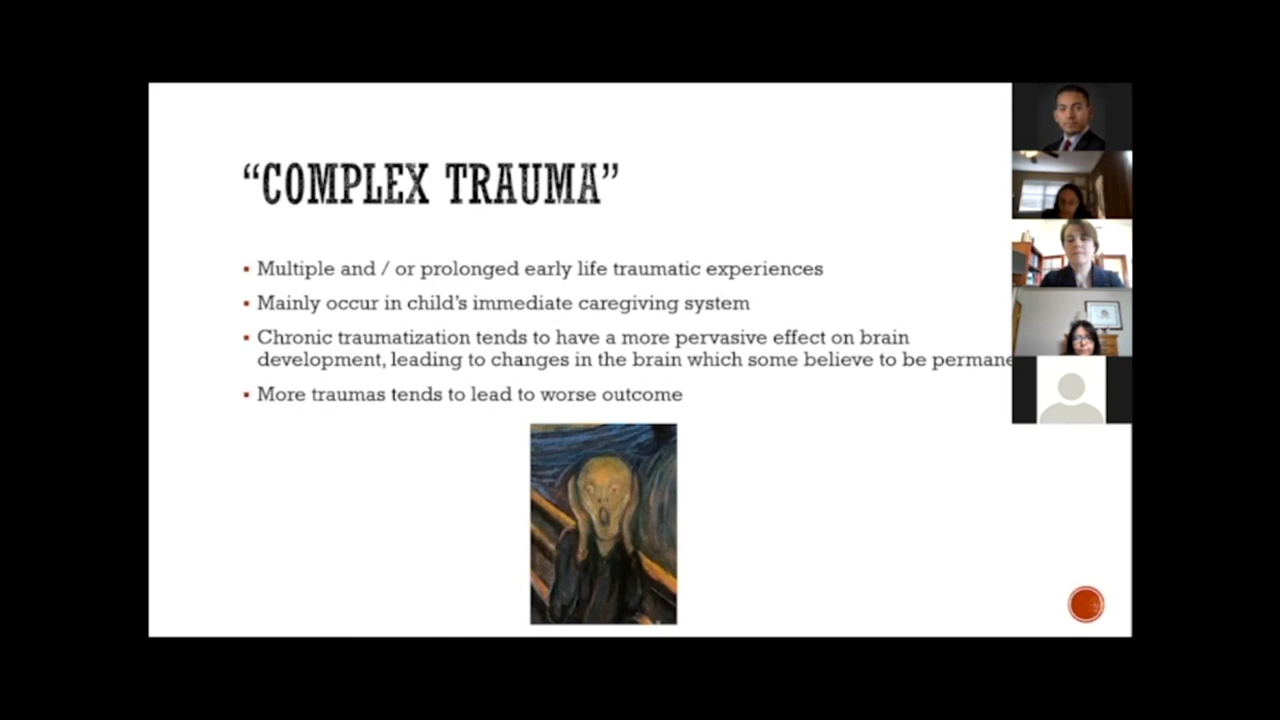 “COMPLEX TRAUMA”
▪ Multiple and / or prolonged early life traumatic experiences
▪ Mainly occur in child’s immediate caregiving system
▪ Chronic traumatization tends to have a more pervasive effect on brain
development, leading to changes in the brain which some believe to be permane
▪ More traumas tends to lead to worse outcome